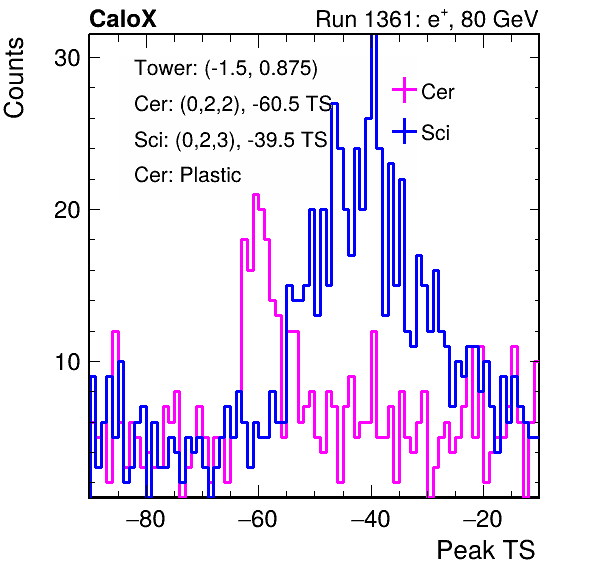 CaloX Run 1361: e⁺, 80 GeV
Counts
30
20
10
Tower: (-1.5, 0.875)
Cer: (0,2,2), -60.5 TS
Sci: (0,2,3), -39.5 TS
Cer: Plastic
Cer
Sci
−80 −60 −40 −20
Peak TS